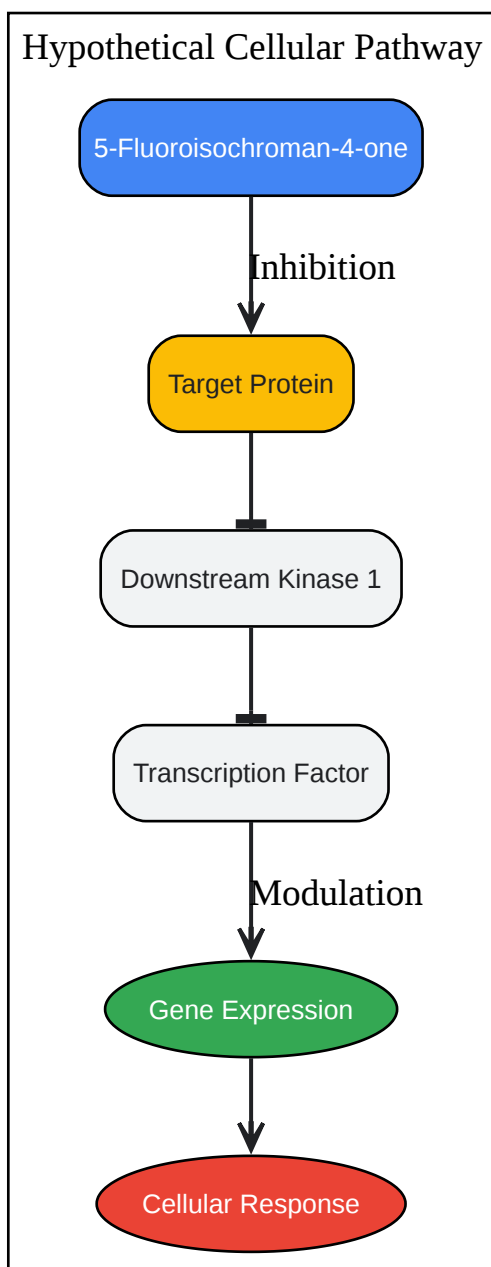 Hypothetical Cellular Pathway
5-Fluoroisochroman-4-one
Inhibition
Target Protein
Downstream Kinase 1
Transcription Factor
Modulation
Gene Expression
Cellular Response